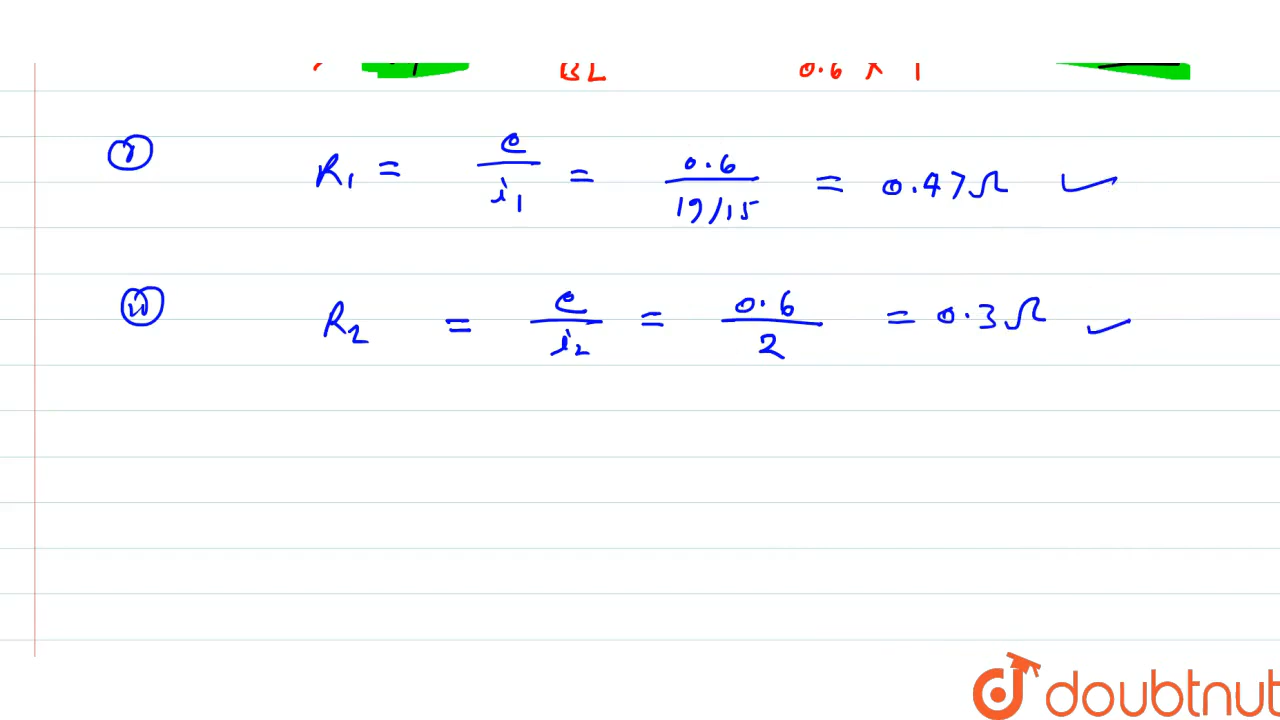 BL 0.6 × 1
(i) R₁ = e/i₁ = 0.6/19/15 = 0.47Ω ✓
(ii) R₂ = e/i₂ = 0.6/2 = 0.3Ω ✓
doubtnut